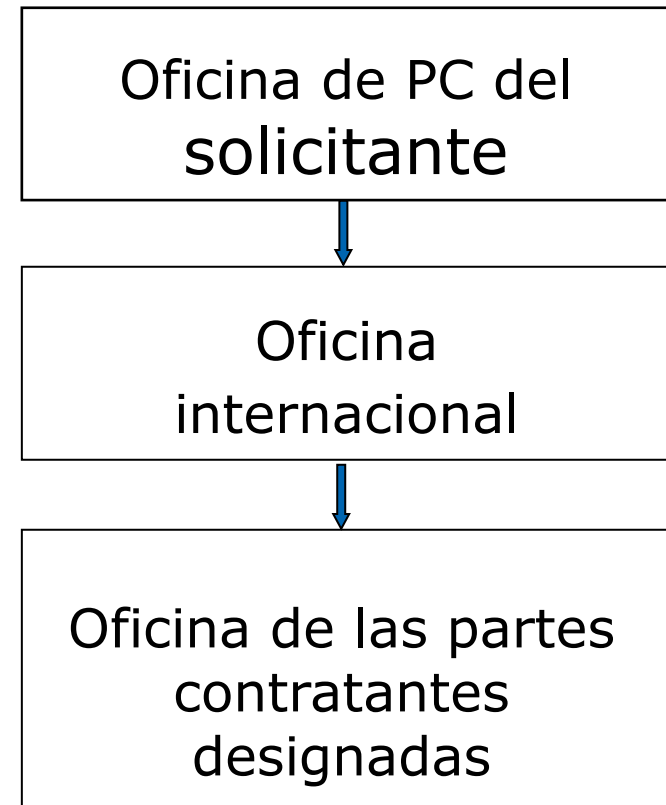 Oficina de PC del
solicitante
Oficina
internacional
Oficina de las partes
contratantes
designadas